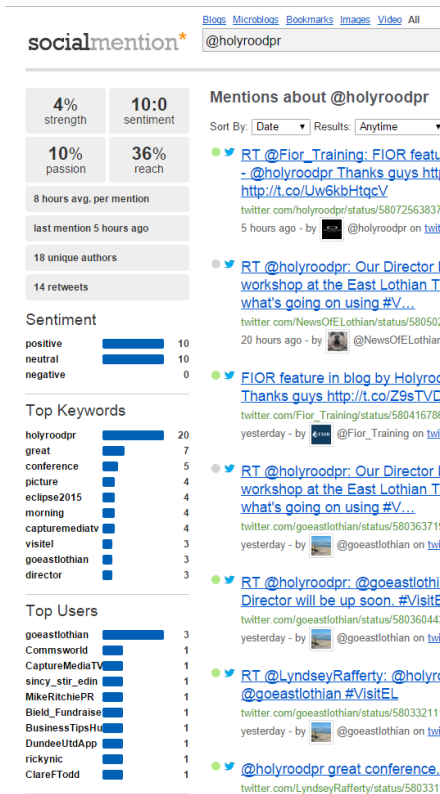 Blogs Microblogs Bookmarks Images Video All
socialmention*
@holyroodpr
4%
strength
10:0
sentiment
10%
passion
36%
reach
8 hours avg. per mention
last mention 5 hours ago
18 unique authors
14 retweets
Sentiment
positive 10
neutral 10
negative 0
Top Keywords
holyroodpr 20
great 7
conference 5
picture 4
eclipse2015 4
morning 4
capturemediatv 4
visitel 3
goeastlothian 3
director 3
Top Users
goeastlothian 3
Commsworld 1
CaptureMediaTV 1
sincy_stir_edin 1
MikeRitchiePR 1
Bield_Fundraise 1
BusinessTipsHu 1
DundeeUtdApp 1
rickynic 1
ClareFTodd 1
Mentions about @holyroodpr
Sort By: Date Results: Anytime
RT @Fior_Training: FIOR featu
- @holyroodpr Thanks guys htt
http://t.co/Uw6kbHtqcV
twitter.com/holyroodpr/status/58072563837
5 hours ago - by @holyroodpr on twit
RT @holyroodpr: Our Director
workshop at the East Lothian T
what's going on using #V…
twitter.com/NewsOfELothian/status/58050
20 hours ago - by @NewsOfELothian
FIOR feature in blog by Holyroo
Thanks guys http://t.co/Z9sTVD
twitter.com/Fior_Training/status/580416786
yesterday - by @Fior_Training on twit
RT @holyroodpr: Our Director
workshop at the East Lothian T
what's going on using #V…
twitter.com/goeastlothian/status/580363719
yesterday - by @goeastlothian on twit
RT @holyroodpr: @goeastlothi
Director will be up soon. #VisitE
twitter.com/goeastlothian/status/58036044
yesterday - by @goeastlothian on twit
RT @LyndseyRafferty: @holyro
@goeastlothian #VisitEL
twitter.com/goeastlothian/status/58033211
yesterday - by @goeastlothian on twit
@holyroodpr great conference.
twitter.com/LyndseyRafferty/status/580331